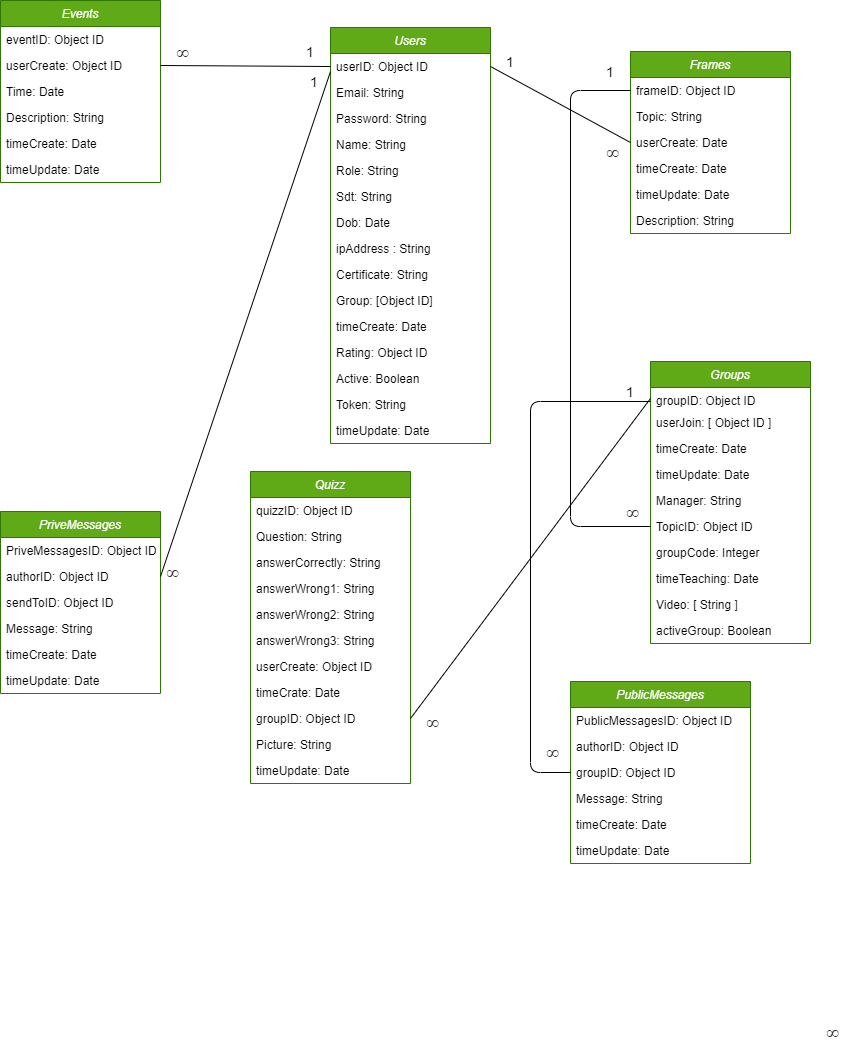 Events
eventID: Object ID
userCreate: Object ID
Time: Date
Description: String
timeCreate: Date
timeUpdate: Date
∞
1
1
Users
userID: Object ID
Email: String
Password: String
Name: String
Role: String
Sdt: String
Dob: Date
ipAddress : String
Certificate: String
Group: [Object ID]
timeCreate: Date
Rating: Object ID
Active: Boolean
Token: String
timeUpdate: Date
1
∞
1
Frames
frameID: Object ID
Topic: String
userCreate: Date
timeCreate: Date
timeUpdate: Date
Description: String
1
∞
Groups
groupID: Object ID
userJoin: [ Object ID ]
timeCreate: Date
timeUpdate: Date
Manager: String
TopicID: Object ID
groupCode: Integer
timeTeaching: Date
Video: [ String ]
activeGroup: Boolean
PriveMessages
PriveMessagesID: Object ID
authorID: Object ID
sendToID: Object ID
Message: String
timeCreate: Date
timeUpdate: Date
∞
Quizz
quizzID: Object ID
Question: String
answerCorrectly: String
answerWrong1: String
answerWrong2: String
answerWrong3: String
userCreate: Object ID
timeCrate: Date
groupID: Object ID
Picture: String
timeUpdate: Date
∞
∞
PublicMessages
PublicMessagesID: Object ID
authorID: Object ID
groupID: Object ID
Message: String
timeCreate: Date
timeUpdate: Date
∞